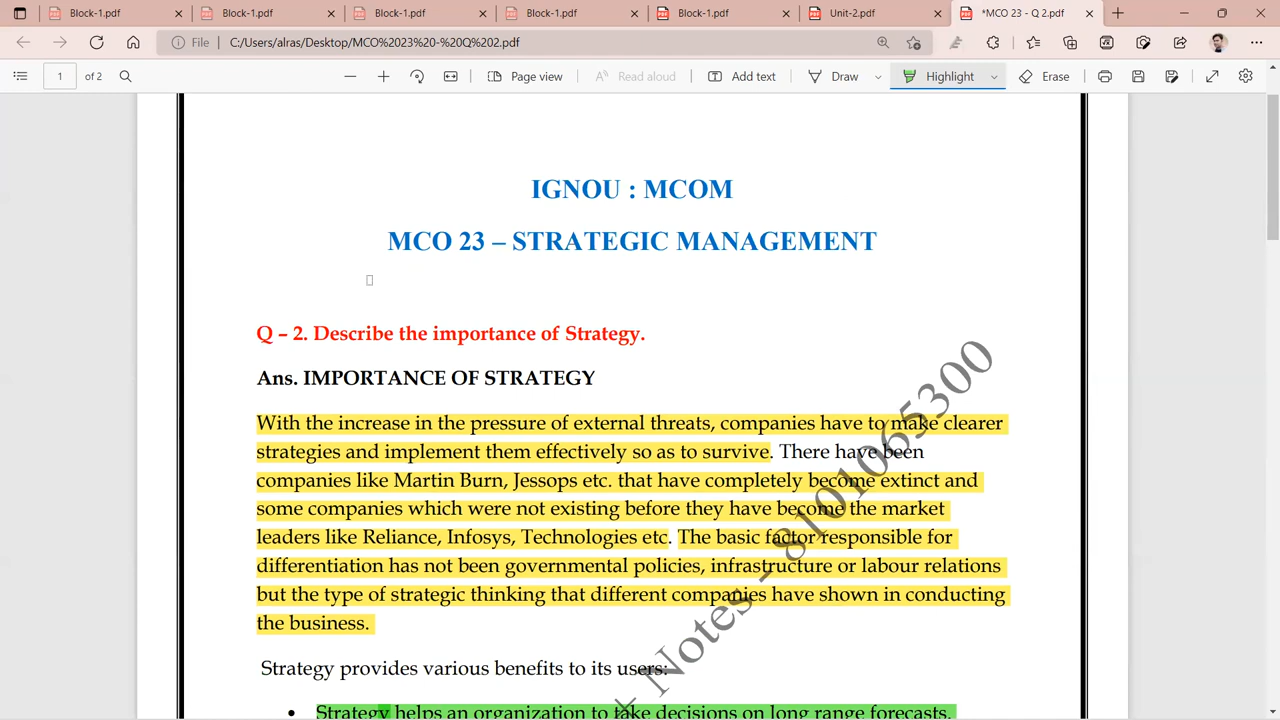 Block-1.pdf
Block-1.pdf
Block-1.pdf
Block-1.pdf
Block-1.pdf
Unit-2.pdf
*MCO 23 - Q 2.pdf
File C:/Users/alras/Desktop/MCO%2023%20-%20Q%202.pdf
1 of 2 Page view Read aloud Add text Draw Highlight Erase
IGNOU : MCOM
MCO 23 – STRATEGIC MANAGEMENT
Q – 2. Describe the importance of Strategy.
Ans. IMPORTANCE OF STRATEGY
With the increase in the pressure of external threats, companies have to make clearer
strategies and implement them effectively so as to survive. There have been
companies like Martin Burn, Jessops etc. that have completely become extinct and
some companies which were not existing before they have become the market
leaders like Reliance, Infosys, Technologies etc. The basic factor responsible for
differentiation has not been governmental policies, infrastructure or labour relations
but the type of strategic thinking that different companies have shown in conducting
the business.
Strategy provides various benefits to its users:
• Strategy helps an organization to take decisions on long range forecasts.
Notes - 8101065300